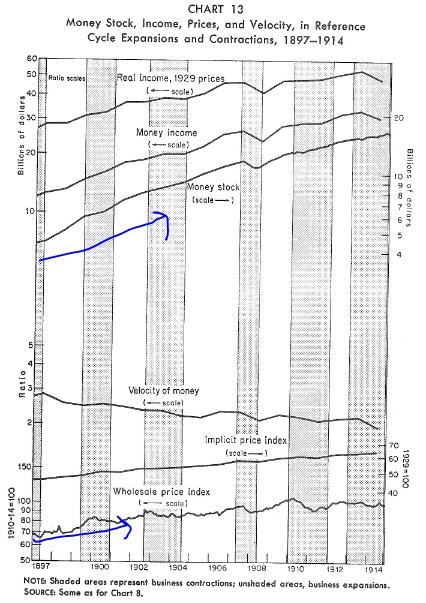 CHART 13
Money Stock, Income, Prices, and Velocity, in Reference
Cycle Expansions and Contractions, 1897–1914
60
50
40
30
20
10
Billions of dollars
Ratio scales
Real income, 1929 prices
(←scale)
Money income
(←scale)
Money stock
(scale→)
20
10
9
8
7
6
5
4
Billions of dollars
5
4
3
2
Ratio
Velocity of money
(←scale)
Implicit price index
(scale→)
70
60
50
40
1929=100
150
100
90
80
70
60
50
1910-14=100
Wholesale price index
(←scale)
1897 1900 1902 1904 1906 1908 1910 1912 1914
NOTE: Shaded areas represent business contractions; unshaded areas, business expansions.
SOURCE: Same as for Chart 8.